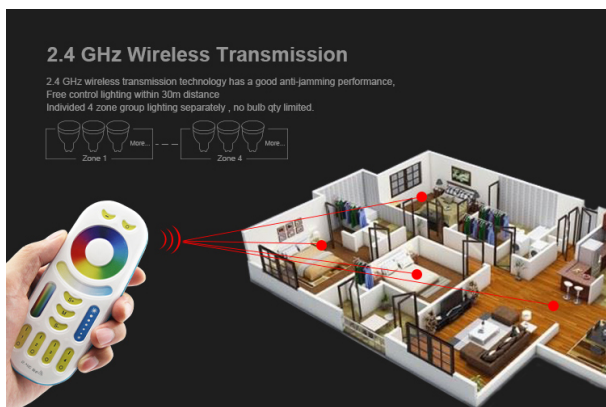 2.4 GHz Wireless Transmission
2.4 GHz wireless transmission technology has a good anti-jamming performance,
Free control lighting within 30m distance
Individed 4 zone group lighting separately , no bulb qty limited.
More...
More...
Zone 1
Zone 4